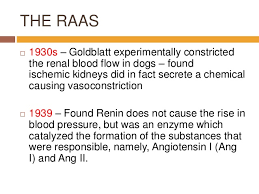 THE RAAS
1930s – Goldblatt experimentally constricted
the renal blood flow in dogs – found
ischemic kidneys did in fact secrete a chemical
causing vasoconstriction
1939 – Found Renin does not cause the rise in
blood pressure, but was an enzyme which
catalyzed the formation of the substances that
were responsible, namely, Angiotensin I (Ang
I) and Ang II.